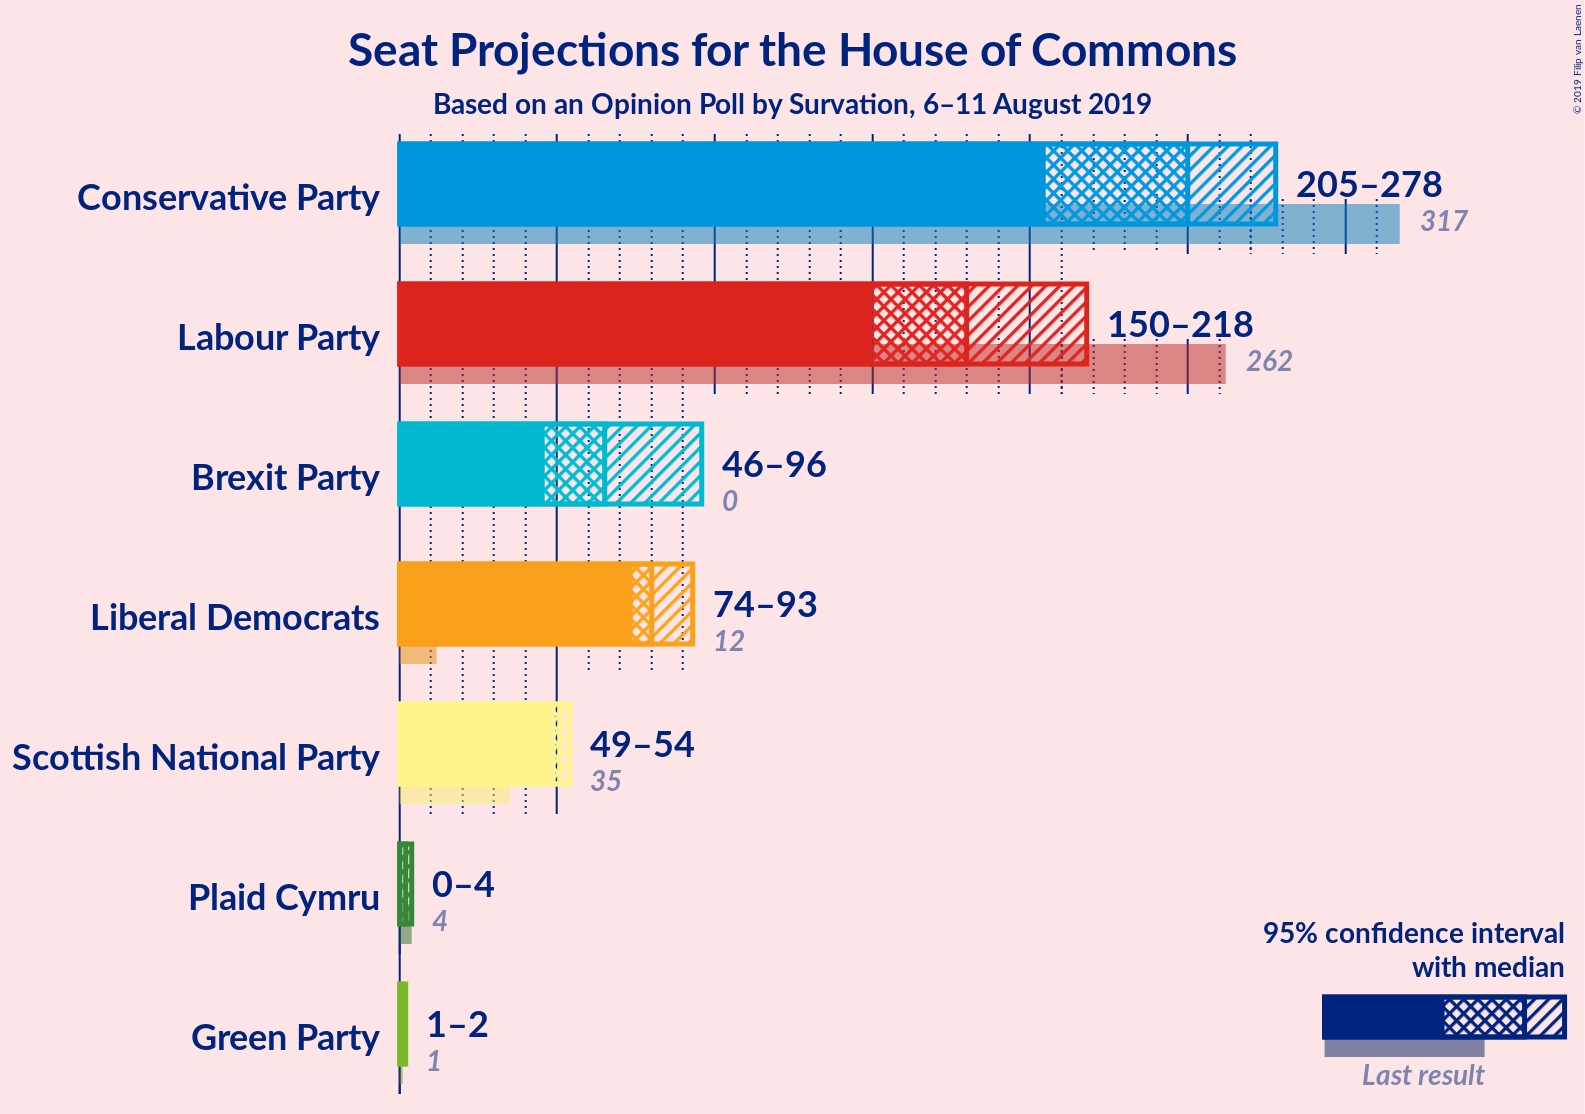 Seat Projections for the House of Commons
Based on an Opinion Poll by Survation, 6–11 August 2019
© 2019 Filip van Laenen
Conservative Party
205–278
317
Labour Party
150–218
262
Brexit Party
46–96
0
Liberal Democrats
74–93
12
Scottish National Party
49–54
35
Plaid Cymru
0–4
4
Green Party
1–2
1
95% confidence interval
with median
Last result